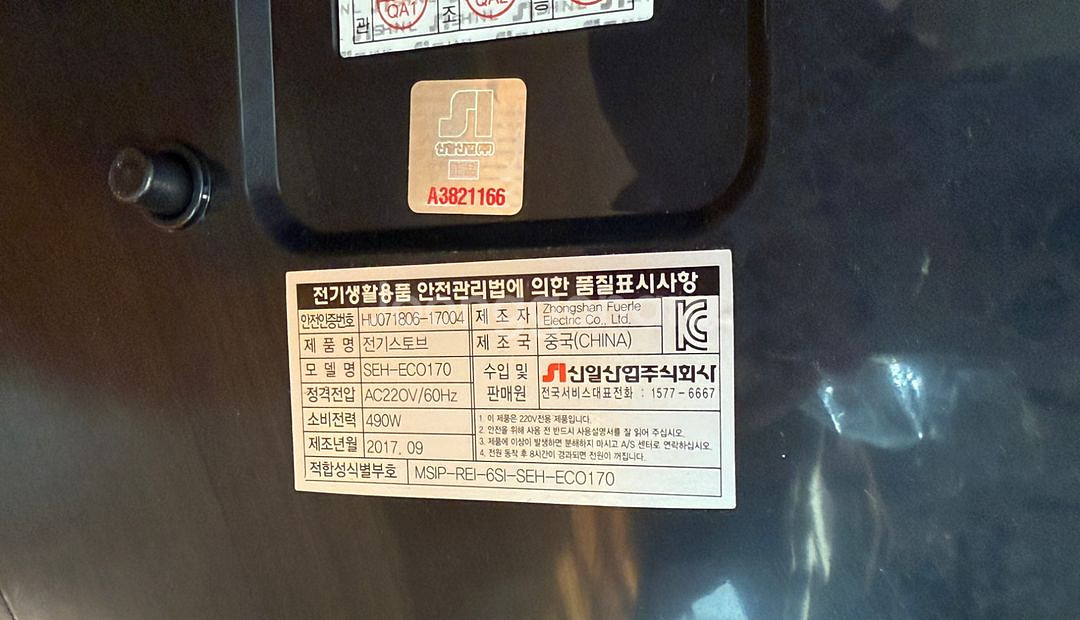 SHINIL
QA1
관
조
SI
신일산업(주)
A3821166
전기생활용품 안전관리법에 의한 품질표시사항
안전인증번호 HU071806-17004 제 조 자 Zhongshan Fuerle Electric Co., Ltd.
제 품 명 전기스토브 제 조 국 중국(CHINA)
모 델 명 SEH-ECO170 수입 및 판매원 신일산업주식회사
정격전압 AC220V/60Hz 전국서비스대표전화 : 1577-6667
소비전력 490W
제조년월 2017. 09
1. 이 제품은 220V전용 제품입니다.
2. 안전을 위해 사용 전 반드시 사용설명서를 잘 읽어 주십시오.
3. 제품에 이상이 발생하면 분해하지 마시고 A/S 센터로 연락하십시오.
4. 전원 동작 후 8시간이 경과되면 전원이 꺼집니다.
적합성식별부호 MSIP-REI-6SI-SEH-ECO170